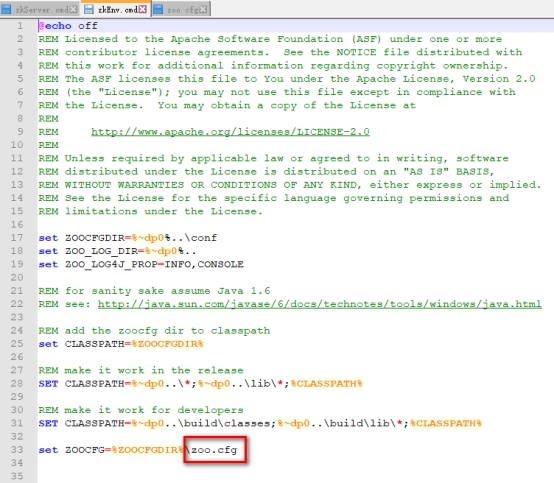 zkServer.cmd zkEnv.cmd zoo.cfg
1 @echo off
2 REM Licensed to the Apache Software Foundation (ASF) under one or more
3 REM contributor license agreements.  See the NOTICE file distributed with
4 REM this work for additional information regarding copyright ownership.
5 REM The ASF licenses this file to You under the Apache License, Version 2.0
6 REM (the "License"); you may not use this file except in compliance with
7 REM the License.  You may obtain a copy of the License at
8 REM
9 REM     http://www.apache.org/licenses/LICENSE-2.0
10 REM
11 REM Unless required by applicable law or agreed to in writing, software
12 REM distributed under the License is distributed on an "AS IS" BASIS,
13 REM WITHOUT WARRANTIES OR CONDITIONS OF ANY KIND, either express or implied.
14 REM See the License for the specific language governing permissions and
15 REM limitations under the License.
16
17 set ZOOCFGDIR=%~dp0%..\conf
18 set ZOO_LOG_DIR=%~dp0%..
19 set ZOO_LOG4J_PROP=INFO,CONSOLE
20
21 REM for sanity sake assume Java 1.6
22 REM see: http://java.sun.com/javase/6/docs/technotes/tools/windows/java.html
23
24 REM add the zoocfg dir to classpath
25 set CLASSPATH=%ZOOCFGDIR%
26
27 REM make it work in the release
28 SET CLASSPATH=%~dp0..\*;%~dp0..\lib\*;%CLASSPATH%
29
30 REM make it work for developers
31 SET CLASSPATH=%~dp0..\build\classes;%~dp0..\build\lib\*;%CLASSPATH%
32
33 set ZOOCFG=%ZOOCFGDIR%\zoo.cfg
34
35